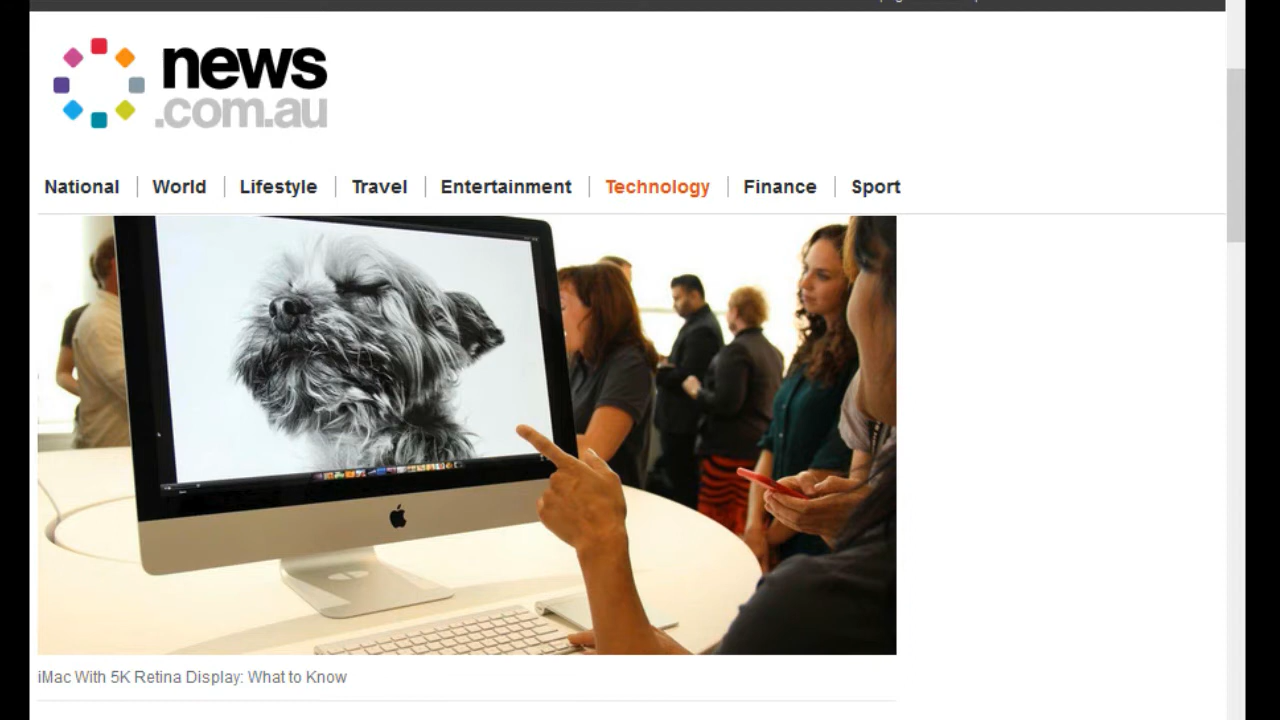 news
.com.au
National World Lifestyle Travel Entertainment Technology Finance Sport
iMac With 5K Retina Display: What to Know